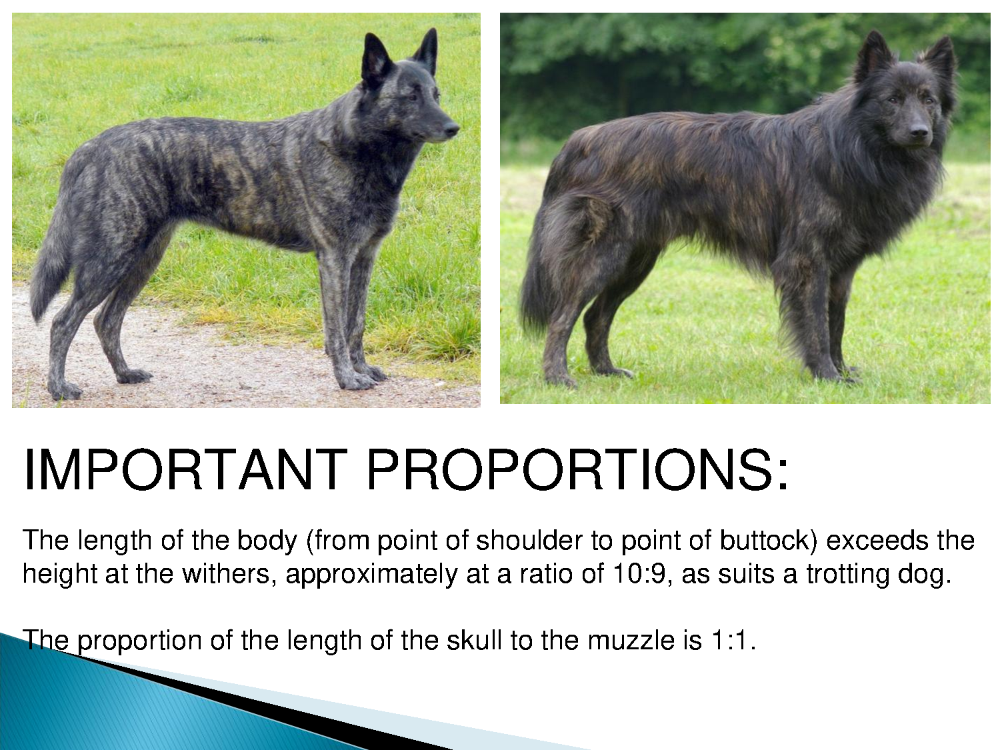 IMPORTANT PROPORTIONS:
The length of the body (from point of shoulder to point of buttock) exceeds the
height at the withers, approximately at a ratio of 10:9, as suits a trotting dog.
The proportion of the length of the skull to the muzzle is 1:1.